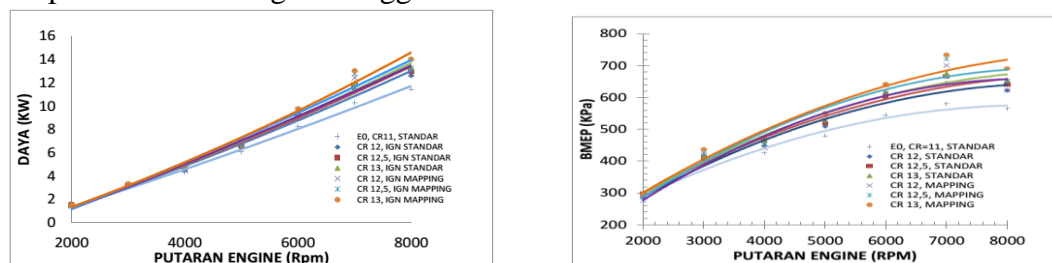 16
14
12
10
8
6
4
2
0
DAYA (KW)
E0, CR11, STANDAR
CR 12, IGN STANDAR
CR 12,5, IGN STANDAR
CR 13, IGN STANDAR
CR 12, IGN MAPPING
CR 12,5, IGN MAPPING
CR 13, IGN MAPPING
2000 4000 6000 8000
PUTARAN ENGINE (Rpm)
800
700
600
500
400
300
200
BMEP (KPa)
E0, CR=11, STANDAR
CR 12, STANDAR
CR 12,5, STANDAR
CR 13, STANDAR
CR 12, MAPPING
CR 12,5, MAPPING
CR 13, MAPPING
2000 3000 4000 5000 6000 7000 8000
PUTARAN ENGINE (RPM)